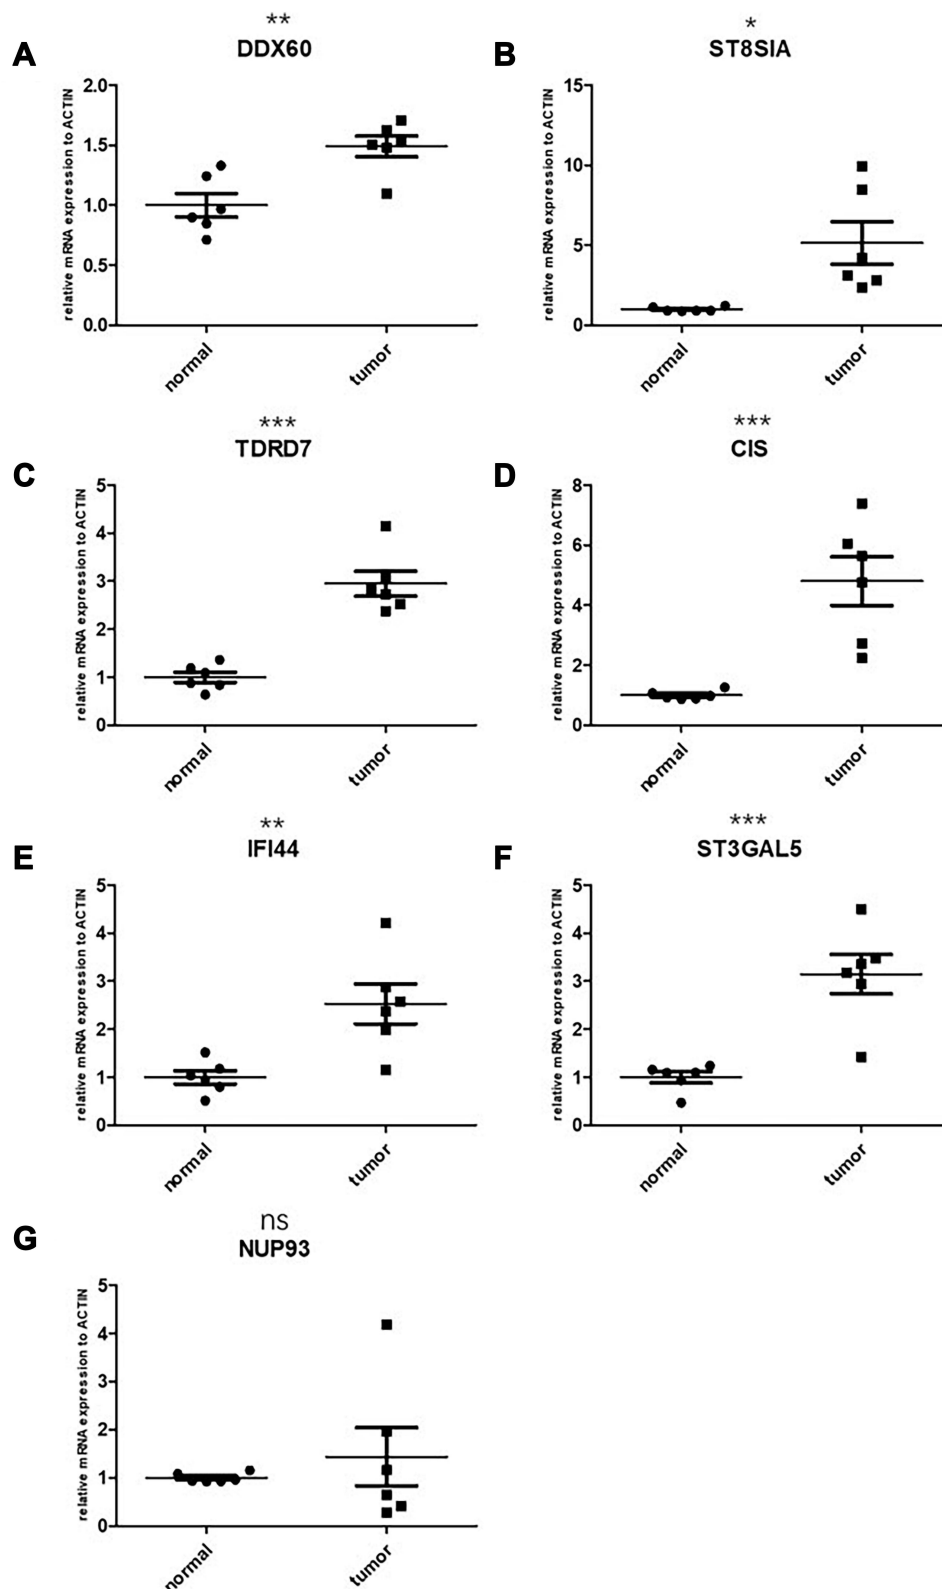 A
**
DDX60
relative mRNA expression to ACTIN
2.0
1.5
1.0
0.5
0.0
normal
tumor
B
*
ST8SIA
relative mRNA expression to ACTIN
15
10
5
0
normal
tumor
C
***
TDRD7
relative mRNA expression to ACTIN
5
4
3
2
1
0
normal
tumor
D
***
CIS
relative mRNA expression to ACTIN
8
6
4
2
0
normal
tumor
E
**
IFI44
relative mRNA expression to ACTIN
5
4
3
2
1
0
normal
tumor
F
***
ST3GAL5
relative mRNA expression to ACTIN
5
4
3
2
1
0
normal
tumor
G
ns
NUP93
relative mRNA expression to ACTIN
5
4
3
2
1
0
normal
tumor